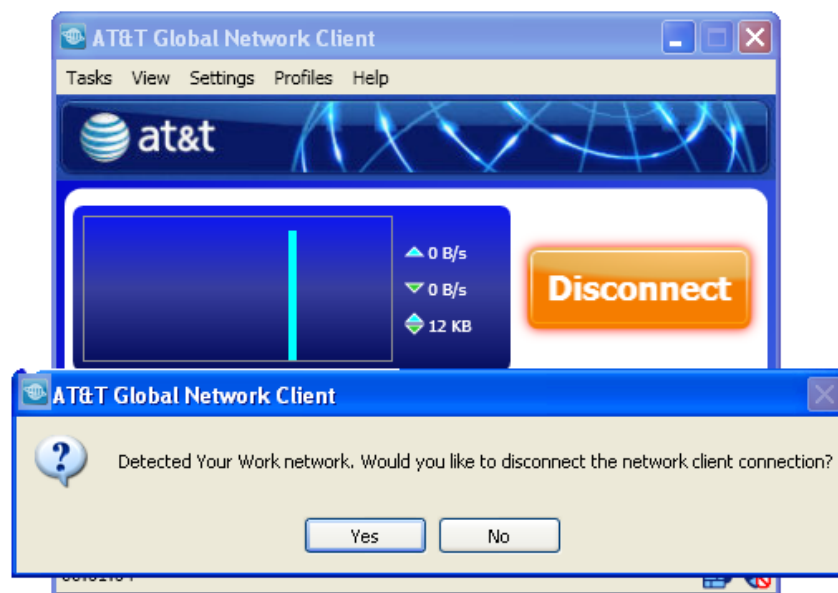 AT&T Global Network Client
Tasks View Settings Profiles Help
at&t
0 B/s
0 B/s
12 KB
Disconnect
AT&T Global Network Client
Detected Your Work network. Would you like to disconnect the network client connection?
Yes No